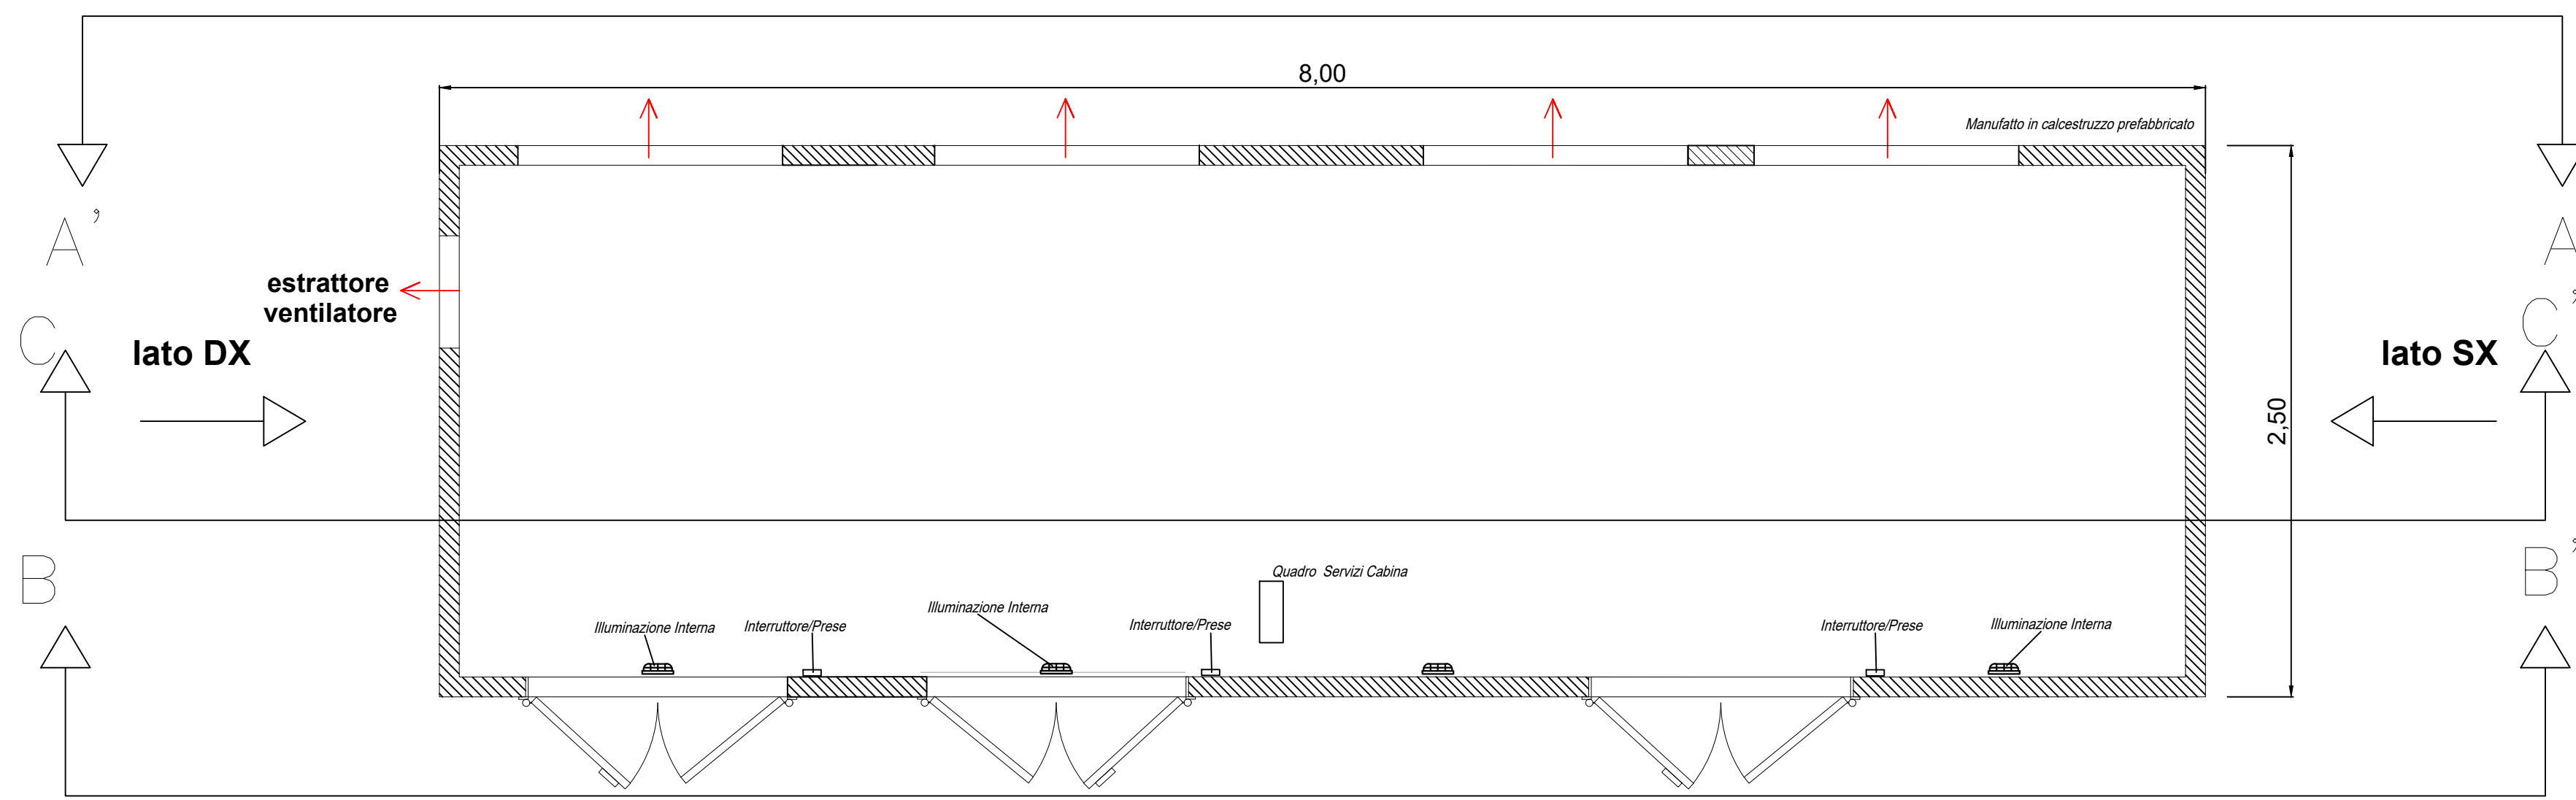 8,00
Manufatto in calcestruzzo prefabbricato
A'
A
estrattore
ventilatore
C
C'
lato DX
lato SX
2,50
B
B'
Quadro Servizi Cabina
Illuminazione Interna
Interruttore/Prese
Illuminazione Interna
Interruttore/Prese
Interruttore/Prese
Illuminazione Interna